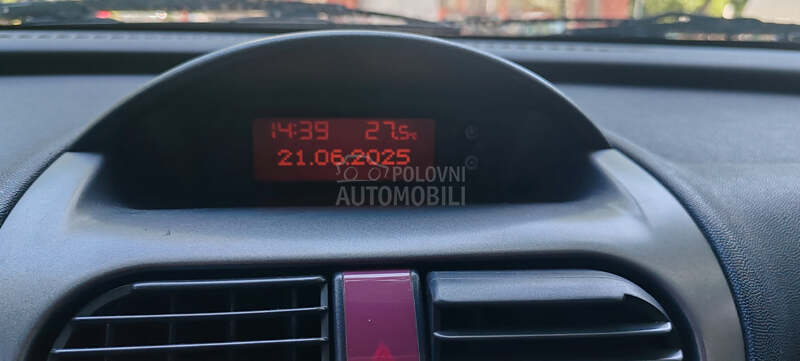 14:39 27.5°C
21.06.2025
POLOVNI
AUTOMOBILI